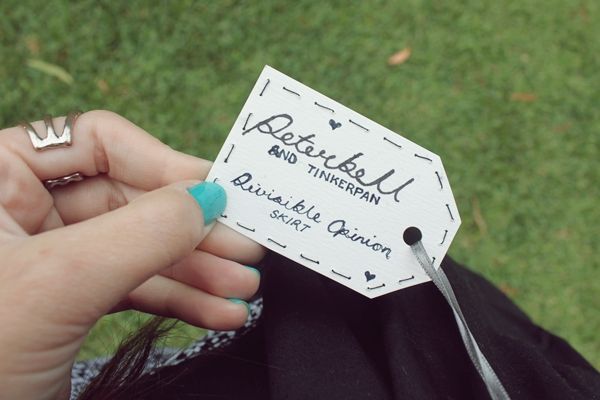 Peterbell
AND TINKERPAN
Divisible Opinion
SKIRT